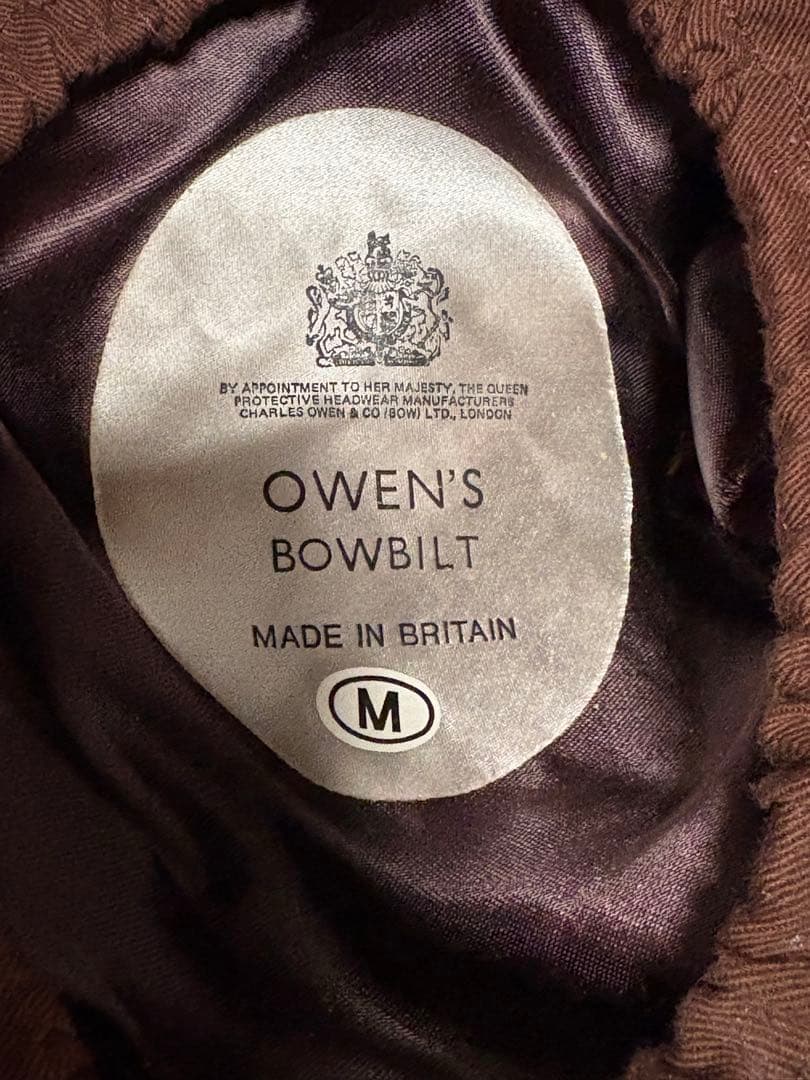 BY APPOINTMENT TO HER MAJESTY, THE QUEEN
PROTECTIVE HEADWEAR MANUFACTURERS
CHARLES OWEN & CO (BOW) LTD., LONDON
OWEN'S
BOWBILT
MADE IN BRITAIN
M